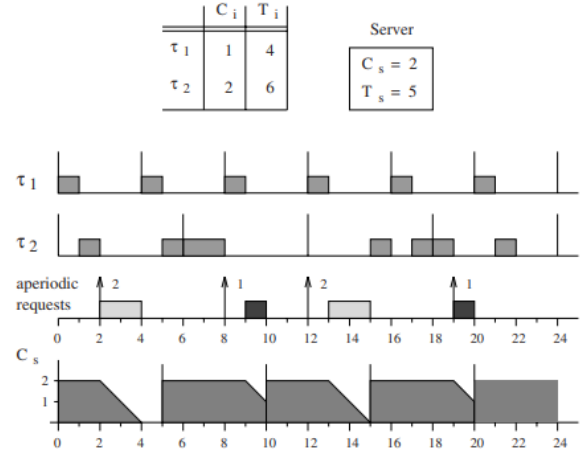 C i T i
τ 1 1 4
τ 2 2 6
Server
C s = 2
T s = 5
τ 1
τ 2
aperiodic
requests
2 1 2 1
0 2 4 6 8 10 12 14 16 18 20 22 24
C s
2
1
0 2 4 6 8 10 12 14 16 18 20 22 24